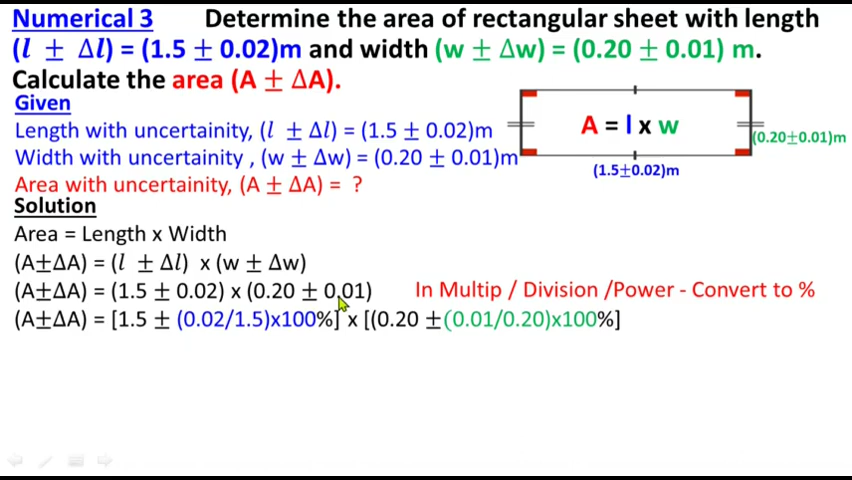 Numerical 3 Determine the area of rectangular sheet with length
(l ± Δl) = (1.5 ± 0.02)m and width (w ± Δw) = (0.20 ± 0.01) m.
Calculate the area (A ± ΔA).
Given
Length with uncertainity, (l ± Δl) = (1.5 ± 0.02)m
Width with uncertainity , (w ± Δw) = (0.20 ± 0.01)m
Area with uncertainity, (A ± ΔA) = ?
A = l x w
(0.20±0.01)m
(1.5±0.02)m
Solution
Area = Length x Width
(A±ΔA) = (l ± Δl) x (w ± Δw)
(A±ΔA) = (1.5 ± 0.02) x (0.20 ± 0.01) In Multip / Division /Power - Convert to %
(A±ΔA) = [1.5 ± (0.02/1.5)x100%] x [(0.20 ±(0.01/0.20)x100%]